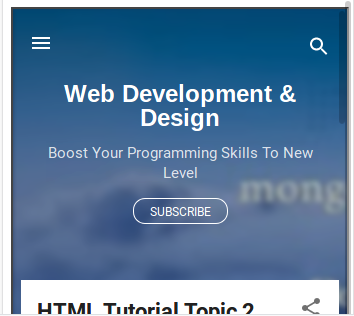 Web Development &
Design
Boost Your Programming Skills To New
Level
mong
SUBSCRIBE
HTML Tutorial Topic 2